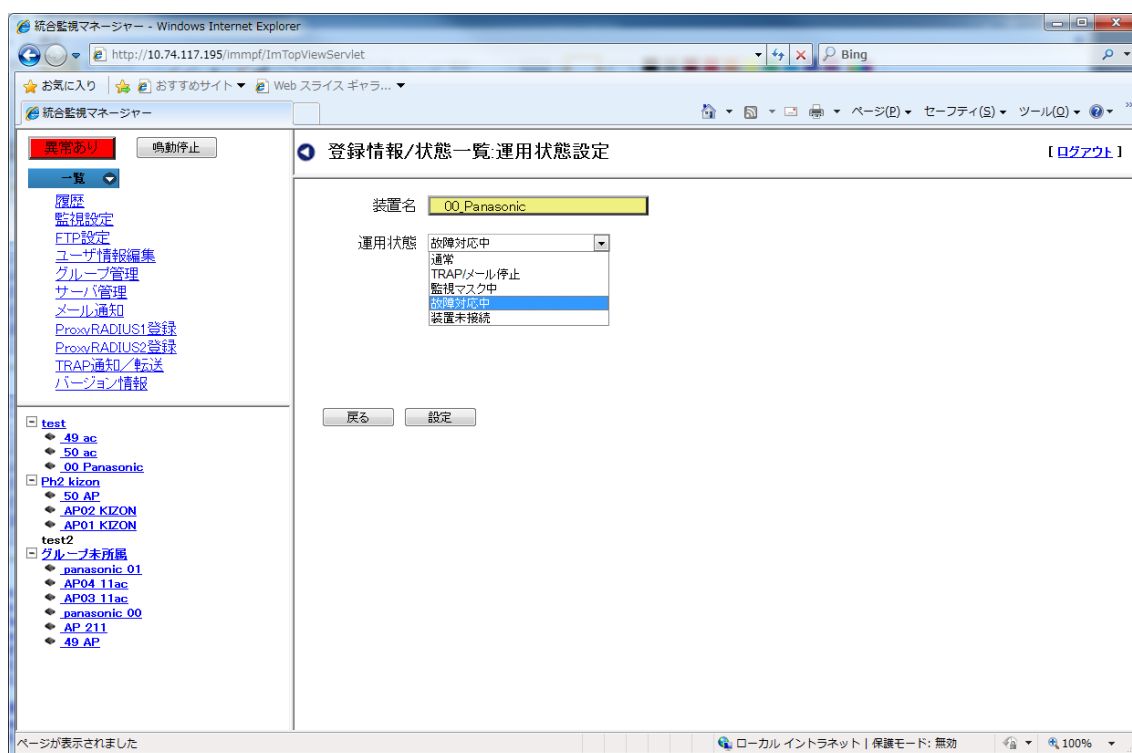 統合監視マネージャー - Windows Internet Explorer
http://10.74.117.195/immpf/ImTopViewServlet
Bing
お気に入り おすすめサイト ▼ Web スライス ギャラ... ▼
統合監視マネージャー
ページ(P) セーフティ(S) ツール(O) »
異常あり 鳴動停止
一覧
履歴
監視設定
FTP設定
ユーザ情報編集
グループ管理
サーバ管理
メール通知
ProxyRADIUS1登録
ProxyRADIUS2登録
TRAP通知／転送
バージョン情報
test
49 ac
50 ac
00 Panasonic
Ph2 kizon
50 AP
AP02 KIZON
AP01 KIZON
test2
グループ未所属
panasonic 01
AP04 11ac
AP03 11ac
panasonic 00
AP 211
49 AP
登録情報/状態一覧:運用状態設定
[ ログアウト ]
装置名 00_Panasonic
運用状態 故障対応中
通常
TRAP/メール停止
監視マスク中
故障対応中
装置未接続
戻る 設定
ページが表示されました
ローカル イントラネット | 保護モード: 無効
100%